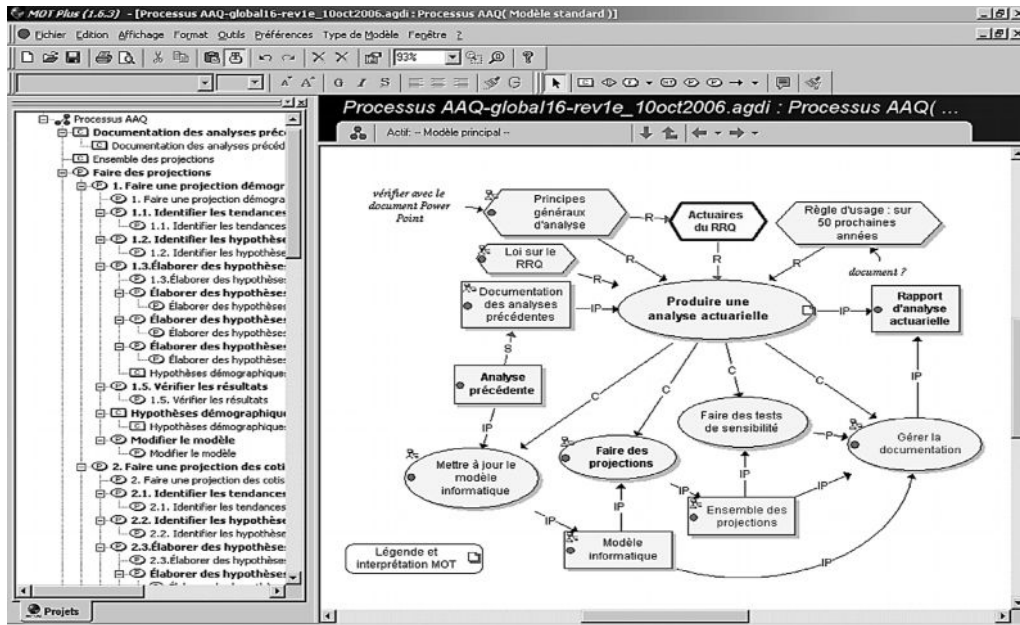 MOT Plus (1.6.3) - [Processus AAQ-global16-rev1e_10oct2006.agdi : Processus AAQ( Modèle standard )]
Fichier Edition Affichage Format Outils Préférences Type de Modèle Fenêtre ?
93%
G I S
Processus AAQ
Documentation des analyses préc
Documentation des analyses précéd
Ensemble des projections
Faire des projections
1. Faire une projection démogr
1. Faire une projection démogra
1.1. Identifier les tendances
1.1. Identifier les tendances
1.2. Identifier les hypothèse
1.2. Identifier les hypothèse
1.3.Élaborer des hypothèse
1.3.Élaborer des hypothèse
Élaborer des hypothèse
Élaborer des hypothèse
Élaborer des hypothèse
Élaborer des hypothèse
Élaborer des hypothèse
Élaborer des hypothèse
Hypothèses démographique
1.5. Vérifier les résultats
1.5. Vérifier les résultats
Hypothèses démographiqu
Hypothèses démographique
Modifier le modèle
Modifier le modèle
2. Faire une projection des coti
2. Faire une projection des cotis
2.1. Identifier les tendances
2.1. Identifier les tendances
2.2. Identifier les hypothèse
2.2. Identifier les hypothèse
2.3.Élaborer des hypothèse
2.3.Élaborer des hypothèse
Élaborer des hypothèse
Projets
Processus AAQ-global16-rev1e_10oct2006.agdi : Processus AAQ( ...
Actif: -- Modèle principal --
vérifier avec le
document Power
Point
Principes
généraux
d'analyse
R
Actuaires
du RRQ
Règle d'usage : sur
50 prochaines
années
document ?
Loi sur le
RRQ
R
R
R
R
Documentation
des analyses
précédentes
IP
Produire une
analyse actuarielle
IP
Rapport
d'analyse
actuarielle
S
Analyse
précédente
IP
C
C
C
C
IP
Mettre à jour le
modèle
informatique
Faire des
projections
Faire des tests
de sensibilité
IP
Gérer la
documentation
IP
IP
IP
IP
IP
Ensemble des
projections
Modèle
informatique
IP
Légende et
interprétation MOT